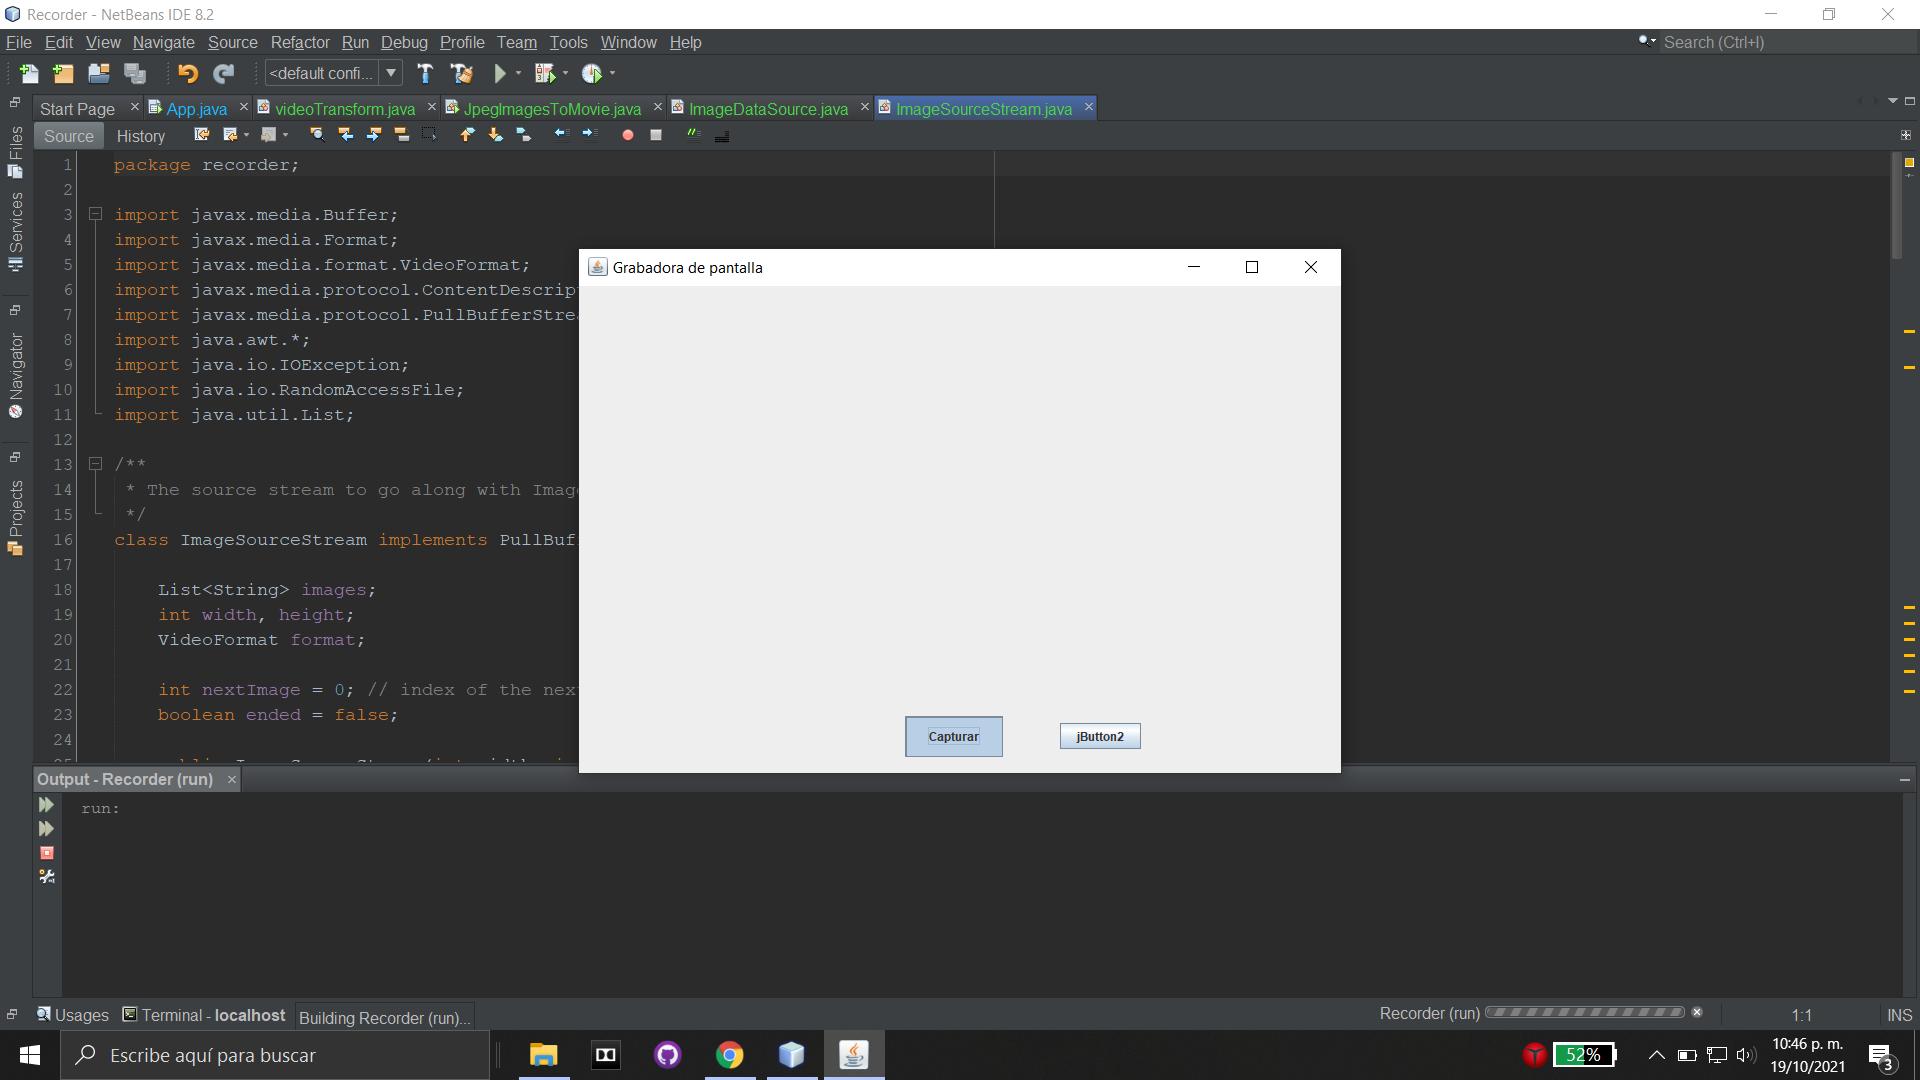 Recorder - NetBeans IDE 8.2
File Edit View Navigate Source Refactor Run Debug Profile Team Tools Window Help
Search (Ctrl+I)
<default confi...
Start Page App.java videoTransform.java JpegImagesToMovie.java ImageDataSource.java ImageSourceStream.java
Source History
Files
Services
Navigator
Projects
1 package recorder;
2
3 import javax.media.Buffer;
4 import javax.media.Format;
5 import javax.media.format.VideoFormat;
6 import javax.media.protocol.ContentDescrip
7 import javax.media.protocol.PullBufferStre
8 import java.awt.*;
9 import java.io.IOException;
10 import java.io.RandomAccessFile;
11 import java.util.List;
12
13 /**
14 * The source stream to go along with Imag
15 */
16 class ImageSourceStream implements PullBuf
17
18 List<String> images;
19 int width, height;
20 VideoFormat format;
21
22 int nextImage = 0; // index of the nex
23 boolean ended = false;
24
Grabadora de pantalla
Capturar
jButton2
Output - Recorder (run)
run:
Usages Terminal - localhost Building Recorder (run)...
Recorder (run)
1:1
INS
Escribe aquí para buscar
52%
10:46 p. m.
19/10/2021
3